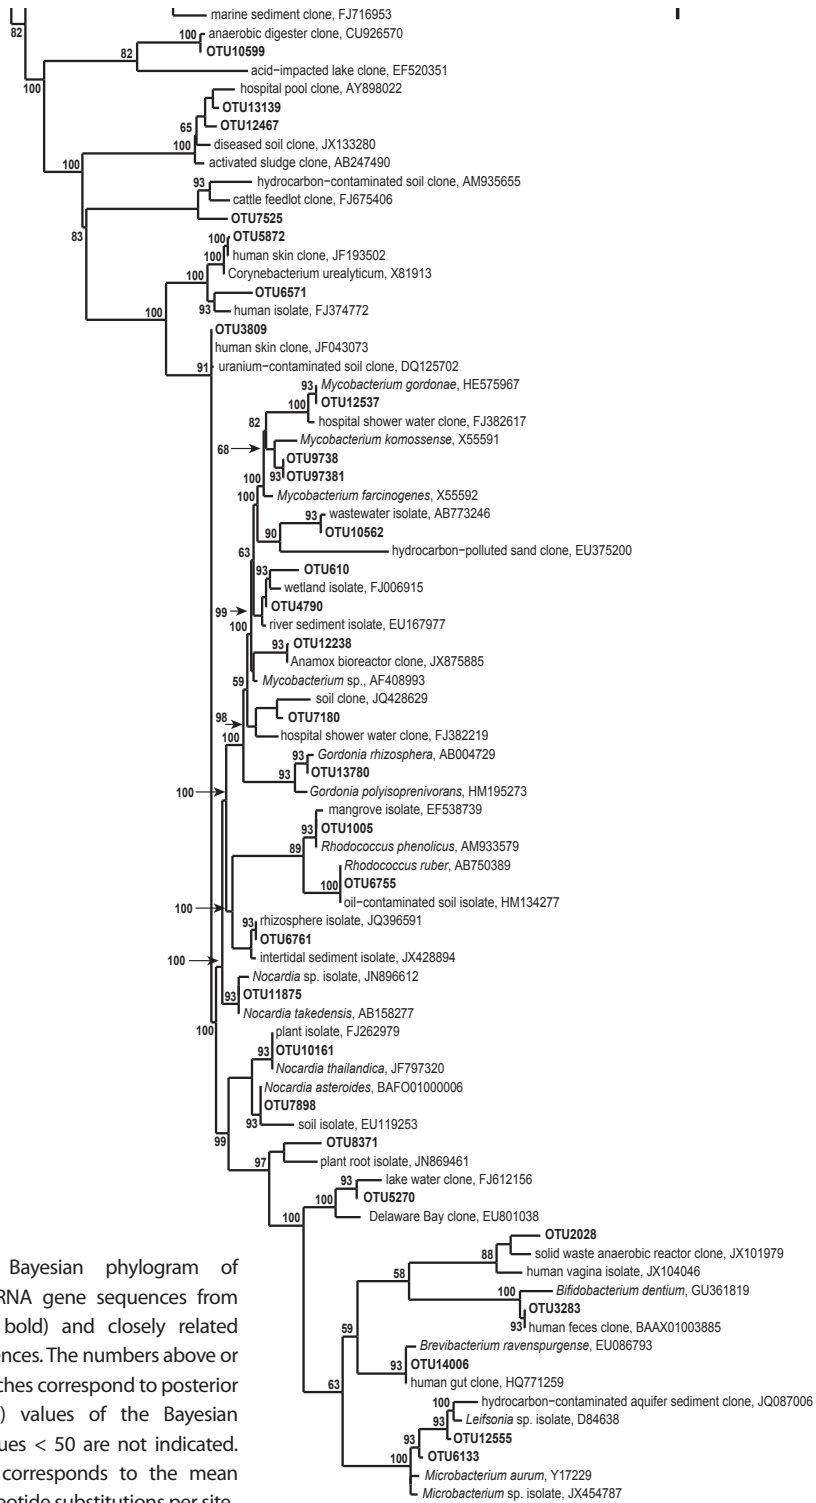 marine sediment clone, FJ716953
82
anaerobic digester clone, CU926570
100
OTU10599
82
acid−impacted lake clone, EF520351
100
hospital pool clone, AY898022
OTU13139
OTU12467
65
diseased soil clone, JX133280
100
activated sludge clone, AB247490
100
hydrocarbon−contaminated soil clone, AM935655
93
cattle feedlot clone, FJ675406
OTU7525
83
OTU5872
100
human skin clone, JF193502
100
Corynebacterium urealyticum, X81913
100
OTU6571
93
human isolate, FJ374772
100
OTU3809
human skin clone, JF043073
uranium−contaminated soil clone, DQ125702
91
Mycobacterium gordonae, HE575967
93
OTU12537
100
hospital shower water clone, FJ382617
82
Mycobacterium komossense, X55591
68
OTU9738
OTU97381
93
100
Mycobacterium farcinogenes, X55592
100
wastewater isolate, AB773246
93
OTU10562
90
hydrocarbon−polluted sand clone, EU375200
63
OTU610
93
wetland isolate, FJ006915
OTU4790
99
river sediment isolate, EU167977
100
OTU12238
93
Anamox bioreactor clone, JX875885
Mycobacterium sp., AF408993
59
soil clone, JQ428629
OTU7180
98
hospital shower water clone, FJ382219
100
Gordonia rhizosphera, AB004729
93
OTU13780
93
Gordonia polyisoprenivorans, HM195273
100
mangrove isolate, EF538739
OTU1005
93
Rhodococcus phenolicus, AM933579
89
Rhodococcus ruber, AB750389
OTU6755
100
oil−contaminated soil isolate, HM134277
100
rhizosphere isolate, JQ396591
93
OTU6761
intertidal sediment isolate, JX428894
100
Nocardia sp. isolate, JN896612
OTU11875
93
Nocardia takedensis, AB158277
100
plant isolate, FJ262979
OTU10161
93
Nocardia thailandica, JF797320
Nocardia asteroides, BAFO01000006
OTU7898
93
soil isolate, EU119253
99
OTU8371
97
plant root isolate, JN869461
lake water clone, FJ612156
93
OTU5270
100
Delaware Bay clone, EU801038
100
OTU2028
88
solid waste anaerobic reactor clone, JX101979
58
human vagina isolate, JX104046
Bifidobacterium dentium, GU361819
100
OTU3283
93
human feces clone, BAAX01003885
59
Brevibacterium ravenspurgense, EU086793
OTU14006
93
human gut clone, HQ771259
63
hydrocarbon−contaminated aquifer sediment clone, JQ087006
100
Leifsonia sp. isolate, D84638
93
OTU12555
93
OTU6133
100
Microbacterium aurum, Y17229
Microbacterium sp. isolate, JX454787
Bayesian phylogram of
RNA gene sequences from
bold) and closely related
ences. The numbers above or
ches correspond to posterior
) values of the Bayesian
ues < 50 are not indicated.
corresponds to the mean
eotide substitutions per site